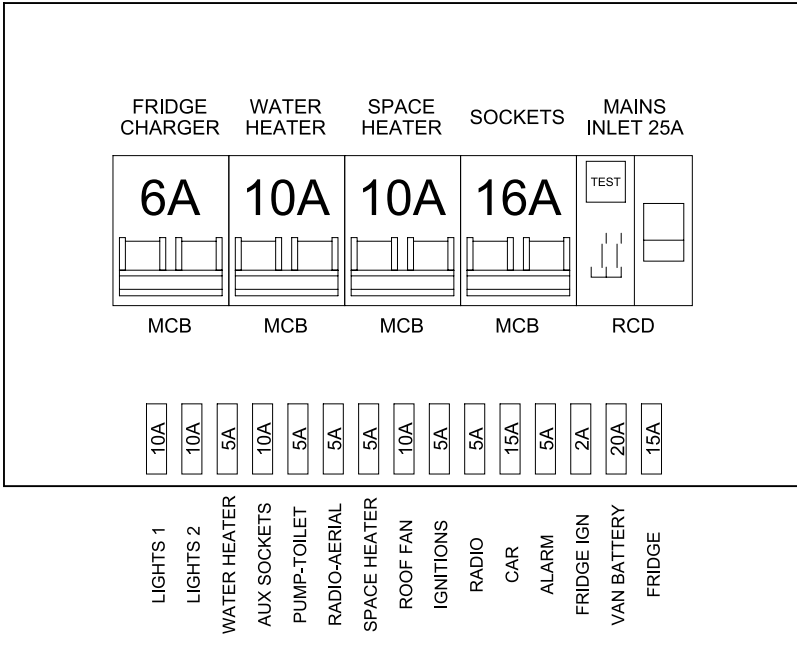 FRIDGE
CHARGER
WATER
HEATER
SPACE
HEATER
SOCKETS
MAINS
INLET 25A
6A
10A
10A
16A
TEST
MCB
MCB
MCB
MCB
RCD
10A
10A
5A
10A
5A
5A
5A
10A
5A
5A
15A
5A
2A
20A
15A
LIGHTS 1
LIGHTS 2
WATER HEATER
AUX SOCKETS
PUMP-TOILET
RADIO-AERIAL
SPACE HEATER
ROOF FAN
IGNITIONS
RADIO
CAR
ALARM
FRIDGE IGN
VAN BATTERY
FRIDGE